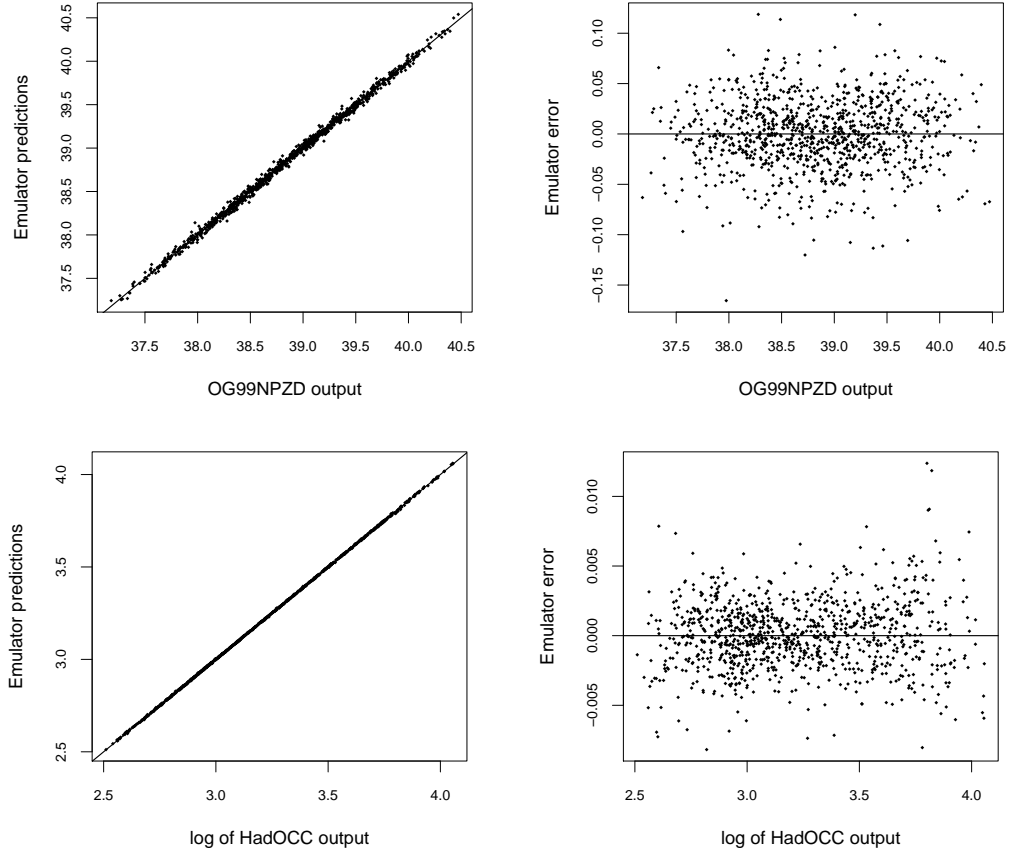 40.5
40.0
39.5
39.0
38.5
38.0
37.5
Emulator predictions
37.5 38.0 38.5 39.0 39.5 40.0 40.5
OG99NPZD output
0.10
0.05
0.00
−0.05
−0.10
−0.15
Emulator error
37.5 38.0 38.5 39.0 39.5 40.0 40.5
OG99NPZD output
4.0
3.5
3.0
2.5
Emulator predictions
2.5 3.0 3.5 4.0
log of HadOCC output
0.010
0.005
0.000
−0.005
Emulator error
2.5 3.0 3.5 4.0
log of HadOCC output